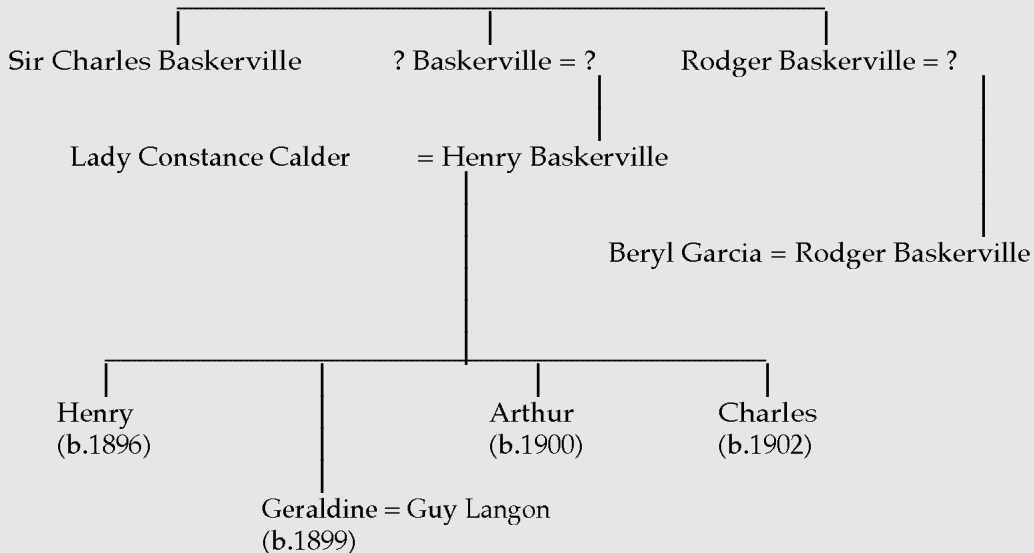 Sir Charles Baskerville ? Baskerville = ? Rodger Baskerville = ?
Lady Constance Calder = Henry Baskerville
Beryl Garcia = Rodger Baskerville
Henry Arthur Charles
(b.1896) (b.1900) (b.1902)
Geraldine = Guy Langon
(b.1899)